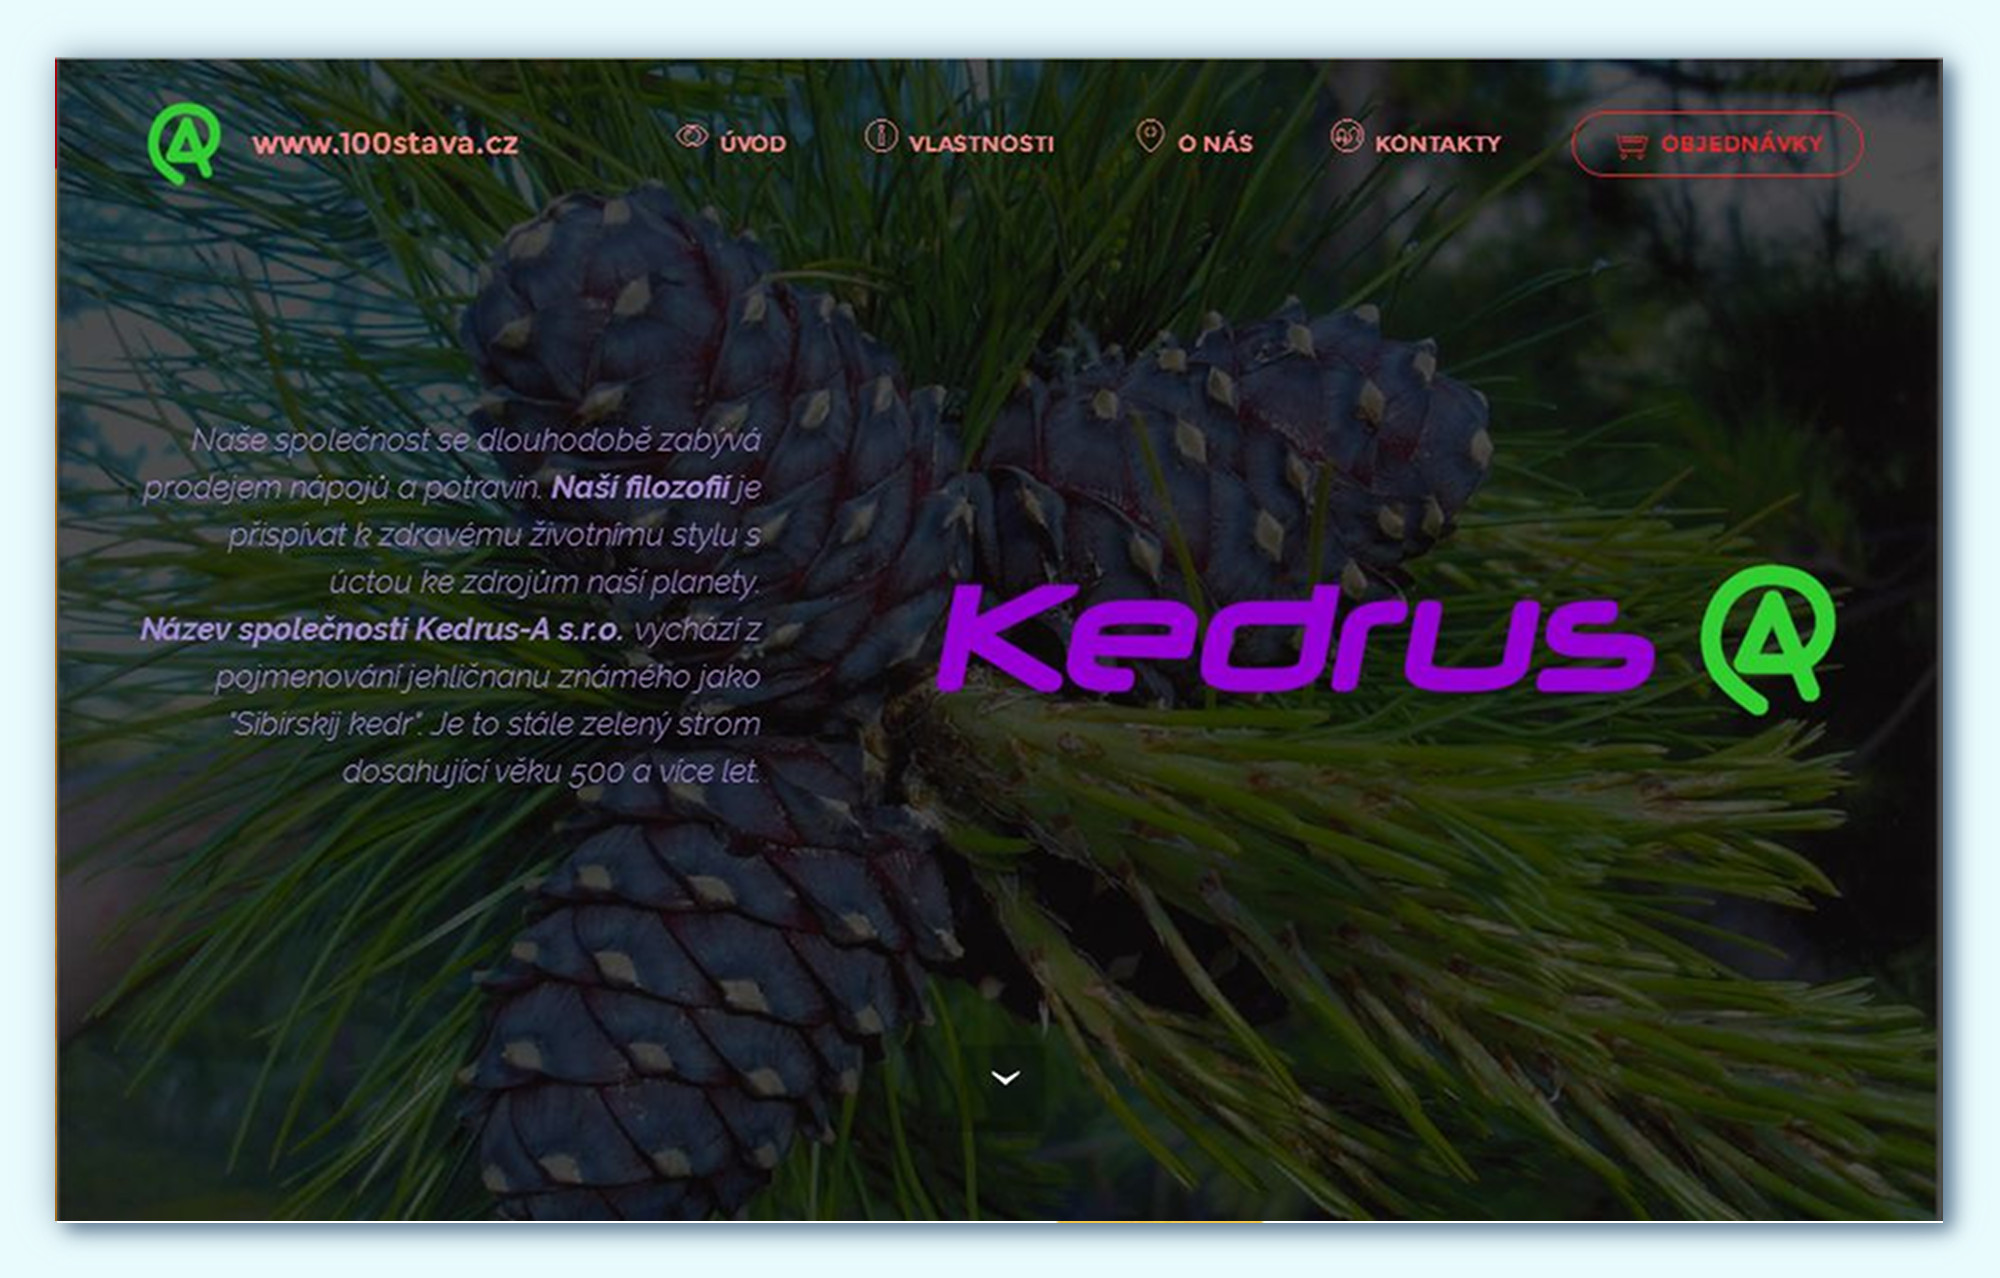 www.100stava.cz
ÚVOD
VLASTNOSTI
O NÁS
KONTAKTY
OBJEDNÁVKY
Naše společnost se dlouhodobě zabývá
prodejem nápojů a potravin. Naší filozofií je
přispívat k zdravému životnímu stylu s
úctou ke zdrojům naší planety.
Název společnosti Kedrus-A s.r.o. vychází z
pojmenování jehličnanu známého jako
"Sibirskij kedr". Je to stále zelený strom
dosahující věku 500 a více let.
Kedrus A